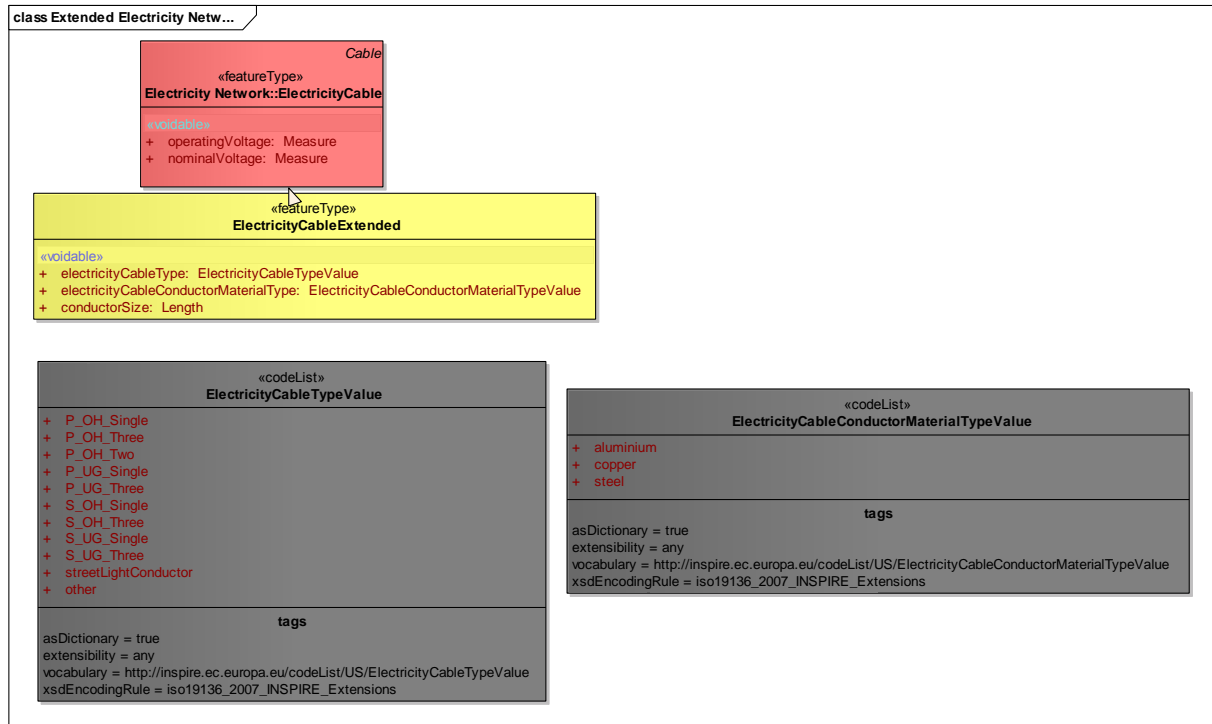 class Extended Electricity Netw...
Cable
«featureType»
Electricity Network::ElectricityCable
«voidable»
+ operatingVoltage: Measure
+ nominalVoltage: Measure
«featureType»
ElectricityCableExtended
«voidable»
+ electricityCableType: ElectricityCableTypeValue
+ electricityCableConductorMaterialType: ElectricityCableConductorMaterialTypeValue
+ conductorSize: Length
«codeList»
ElectricityCableTypeValue
+ P_OH_Single
+ P_OH_Three
+ P_OH_Two
+ P_UG_Single
+ P_UG_Three
+ S_OH_Single
+ S_OH_Three
+ S_UG_Single
+ S_UG_Three
+ streetLightConductor
+ other
tags
asDictionary = true
extensibility = any
vocabulary = http://inspire.ec.europa.eu/codeList/US/ElectricityCableTypeValue
xsdEncodingRule = iso19136_2007_INSPIRE_Extensions
«codeList»
ElectricityCableConductorMaterialTypeValue
+ aluminium
+ copper
+ steel
tags
asDictionary = true
extensibility = any
vocabulary = http://inspire.ec.europa.eu/codeList/US/ElectricityCableConductorMaterialTypeValue
xsdEncodingRule = iso19136_2007_INSPIRE_Extensions